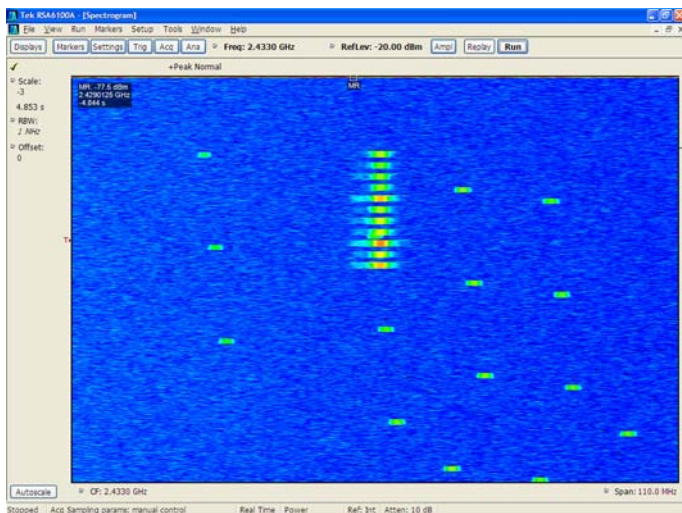 Tek RSA6100A - [Spectrogram]
File View Run Markers Setup Tools Window Help
Displays Markers Settings Trig Acq Ana Freq: 2.4330 GHz RefLev: -20.00 dBm Ampl Replay Run
+Peak Normal
Scale:
-3
4.853 s
RBW:
1 MHz
Offset:
0
MR: -77.5 dBm
2.4290125 GHz
-4.844 s
MR
T
Autoscale CF: 2.4330 GHz Span: 110.0 MHz
Stopped Acq Sampling params: manual control Real Time Power Ref: Int Atten: 10 dB